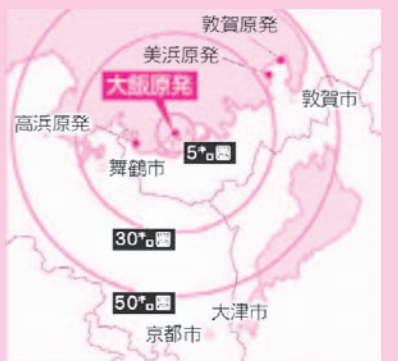 敦賀原発
美浜原発
大飯原発
敦賀市
高浜原発
舞鶴市
5㌔圏
30㌔圏
50㌔圏
大津市
京都市